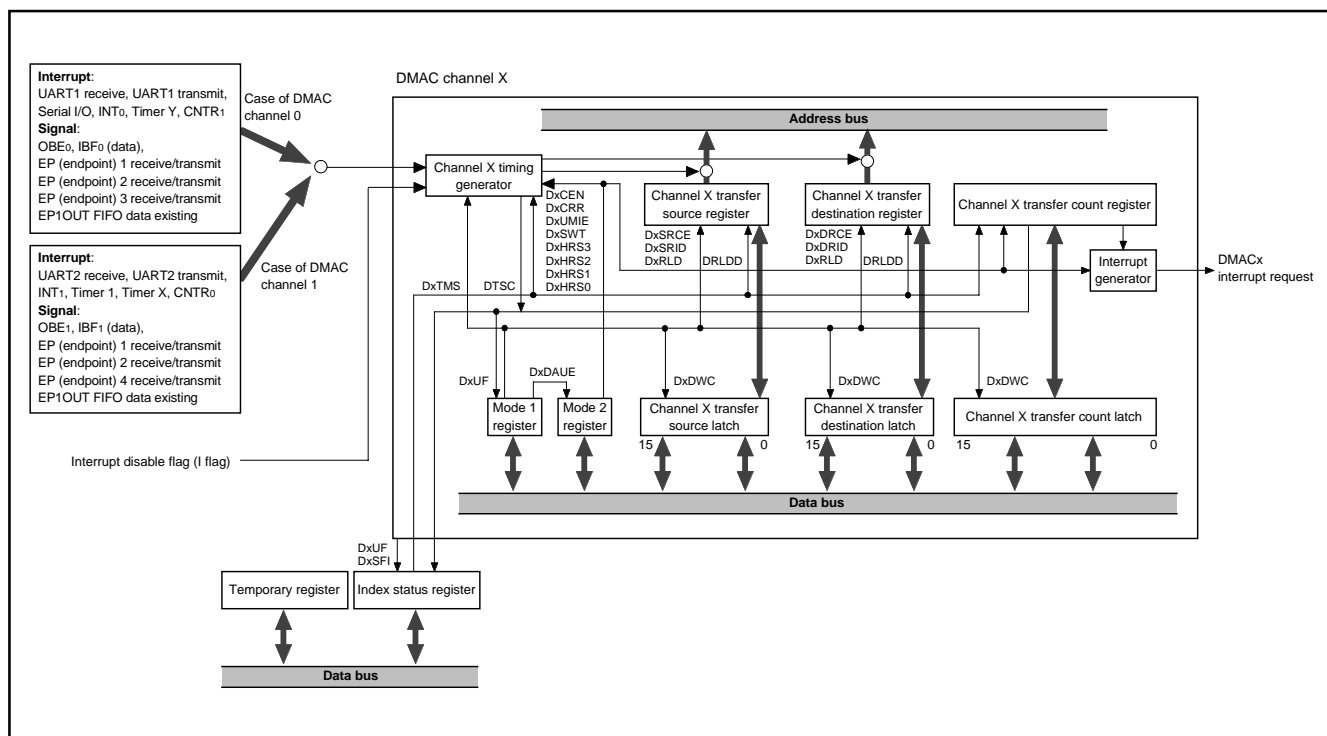 Interrupt:
UART1 receive, UART1 transmit,
Serial I/O, INT0, Timer Y, CNTR1
Signal:
OBE0, IBF0 (data),
EP (endpoint) 1 receive/transmit
EP (endpoint) 2 receive/transmit
EP (endpoint) 3 receive/transmit
EP1OUT FIFO data existing
Case of DMAC
channel 0
Interrupt:
UART2 receive, UART2 transmit,
INT1, Timer 1, Timer X, CNTR0
Signal:
OBE1, IBF1 (data),
EP (endpoint) 1 receive/transmit
EP (endpoint) 2 receive/transmit
EP (endpoint) 4 receive/transmit
EP1OUT FIFO data existing
Case of DMAC
channel 1
Interrupt disable flag (I flag)
DMAC channel X
Address bus
Channel X timing
generator
Channel X transfer
source register
Channel X transfer
destination register
Channel X transfer count register
DxCEN
DxCRR
DxUMIE
DxSWT
DxHRS3
DxHRS2
DxHRS1
DxHRS0
DxSRCE
DxSRID
DxRLD
DRLDD
DxDRCE
DxDRID
DxRLD
DRLDD
Interrupt
generator
DMACx
interrupt request
DxTMS
DTSC
DxUF
DxDAUE
DxDWC
DxDWC
DxDWC
Mode 1
register
Mode 2
register
Channel X transfer
source latch
Channel X transfer
destination latch
Channel X transfer count latch
15
0
15
0
15
0
Data bus
DxUF
DxSFI
Temporary register
Index status register
Data bus